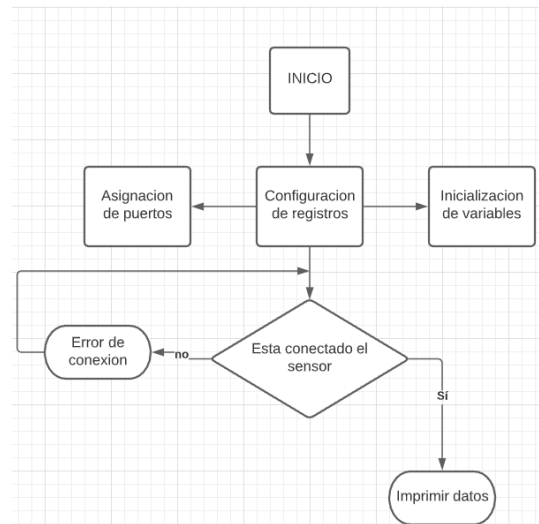 INICIO
Asignacion
de puertos
Configuracion
de registros
Inicializacion
de variables
Error de
conexion
no
Esta conectado el
sensor
Sí
Imprimir datos